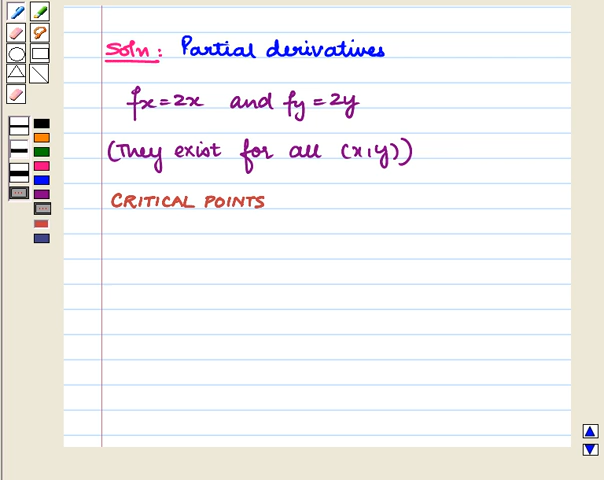 Soln: Partial derivatives
fx = 2x and fy = 2y
(They exist for all (x,y))
CRITICAL POINTS